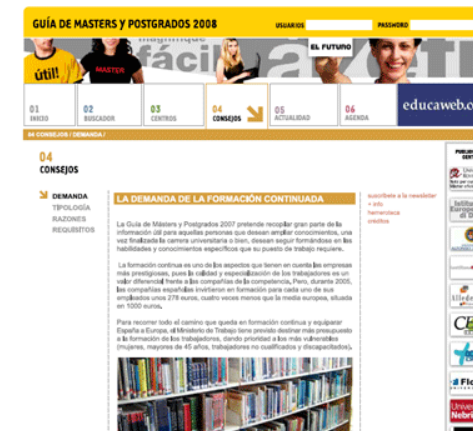 GUÍA DE MASTERS Y POSTGRADOS 2008
USUARIOS
PASSWORD
útil!
MASTER
fácil
EL FUTURO
01
INICIO
02
BUSCADOR
03
CENTROS
04
CONSEJOS
05
ACTUALIDAD
06
AGENDA
educaweb.c
04 CONSEJOS / DEMANDA /
04
CONSEJOS
DEMANDA
TIPOLOGÍA
RAZONES
REQUISITOS
LA DEMANDA DE LA FORMACIÓN CONTINUADA
La Guía de Másters y Postgrados 2007 pretende recopilar gran parte de la
información útil para aquellas personas que desean ampliar conocimientos, una
vez finalizada la carrera universitaria o bien, desean seguir formándose en las
habilidades y conocimientos específicos que su puesto de trabajo requiere.
La formación continua es uno de los aspectos que tienen en cuenta las empresas
más prestigiosas, pues la calidad y especialización de los trabajadores es un
valor diferencial frente a las compañías de la competencia. Pero, durante 2005,
las compañías españolas invirtieron en formación para cada uno de sus
empleados unos 278 euros, cuatro veces menos que la media europea, situada
en 1000 euros.
Para recorrer todo el camino que queda en formación continua y equiparar
España a Europa, el Ministerio de Trabajo tiene previsto destinar más presupuesto
a la formación de los trabajadores, dando prioridad a los más vulnerables
(mujeres, mayores de 45 años, trabajadores no cualificados y discapacitados).
suscríbete a la newsletter
+ info
hemeroteca
créditos
Univer
Nebri